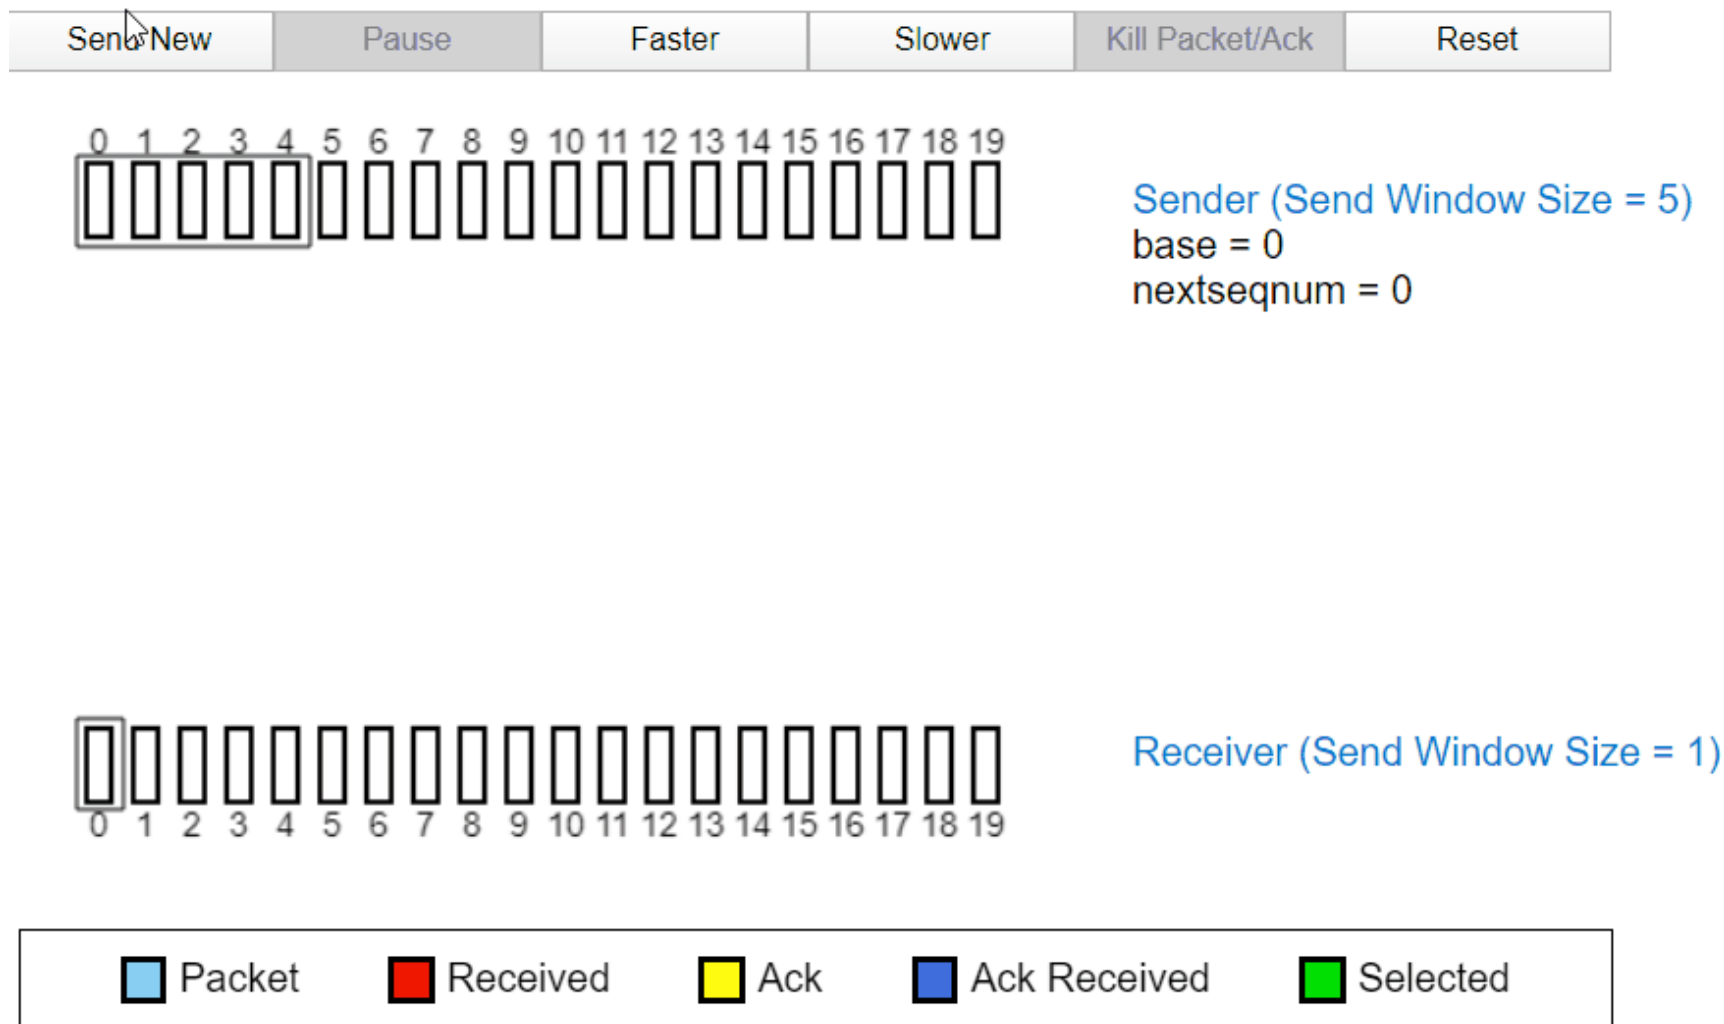 Send New Pause Faster Slower Kill Packet/Ack Reset
0 1 2 3 4 5 6 7 8 9 10 11 12 13 14 15 16 17 18 19
Sender (Send Window Size = 5)
base = 0
nextseqnum = 0
Receiver (Send Window Size = 1)
0 1 2 3 4 5 6 7 8 9 10 11 12 13 14 15 16 17 18 19
Packet Received Ack Ack Received Selected